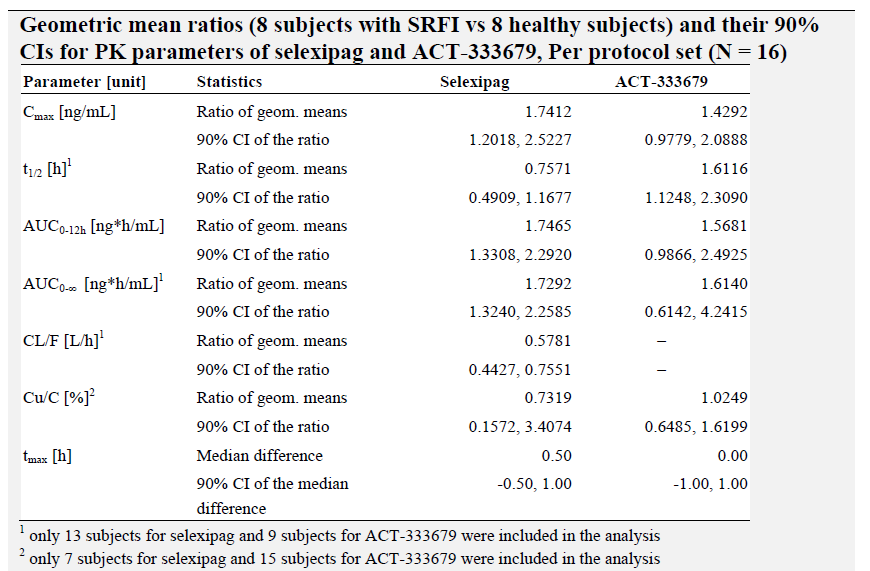 Geometric mean ratios (8 subjects with SRFI vs 8 healthy subjects) and their 90%
CIs for PK parameters of selexipag and ACT-333679, Per protocol set (N = 16)
Parameter [unit] Statistics Selexipag ACT-333679
Cmax [ng/mL] Ratio of geom. means 1.7412 1.4292
90% CI of the ratio 1.2018, 2.5227 0.9779, 2.0888
t1/2 [h]1 Ratio of geom. means 0.7571 1.6116
90% CI of the ratio 0.4909, 1.1677 1.1248, 2.3090
AUC0-12h [ng*h/mL] Ratio of geom. means 1.7465 1.5681
90% CI of the ratio 1.3308, 2.2920 0.9866, 2.4925
AUC0-∞ [ng*h/mL]1 Ratio of geom. means 1.7292 1.6140
90% CI of the ratio 1.3240, 2.2585 0.6142, 4.2415
CL/F [L/h]1 Ratio of geom. means 0.5781 –
90% CI of the ratio 0.4427, 0.7551 –
Cu/C [%]2 Ratio of geom. means 0.7319 1.0249
90% CI of the ratio 0.1572, 3.4074 0.6485, 1.6199
tmax [h] Median difference 0.50 0.00
90% CI of the median -0.50, 1.00 -1.00, 1.00
difference
1 only 13 subjects for selexipag and 9 subjects for ACT-333679 were included in the analysis
2 only 7 subjects for selexipag and 15 subjects for ACT-333679 were included in the analysis